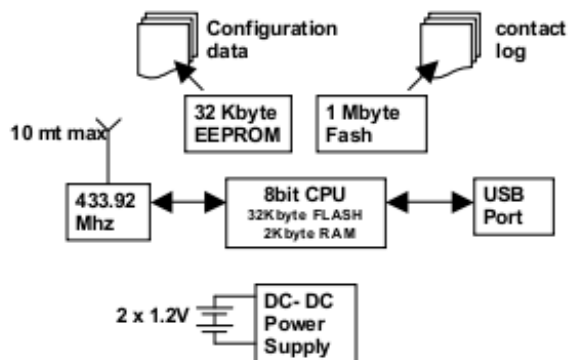 Configuration
data
contact
log
32 Kbyte
EEPROM
1 Mbyte
Fash
10 mt max
433.92
Mhz
8bit CPU
32Kbyte FLASH
2Kbyte RAM
USB
Port
2 x 1.2V
DC- DC
Power
Supply